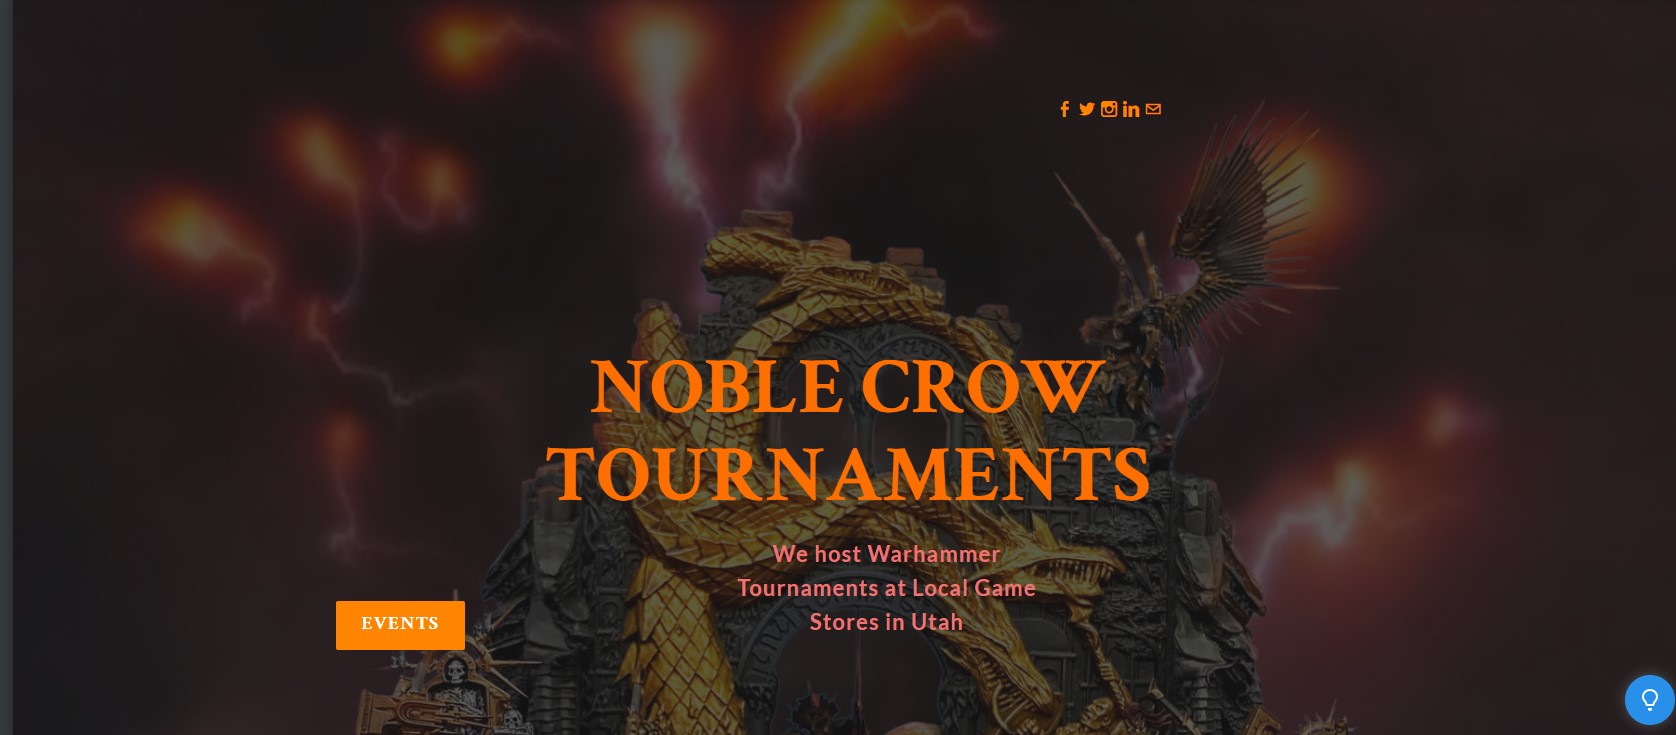 NOBLE CROW
TOURNAMENTS
We host Warhammer
Tournaments at Local Game
Stores in Utah
EVENTS